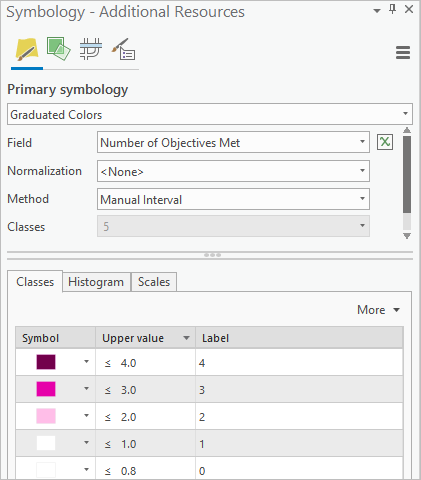 Symbology - Additional Resources
Primary symbology
Graduated Colors
Field Number of Objectives Met
Normalization <None>
Method Manual Interval
Classes 5
Classes Histogram Scales
More
Symbol Upper value Label
≤ 4.0 4
≤ 3.0 3
≤ 2.0 2
≤ 1.0 1
≤ 0.8 0